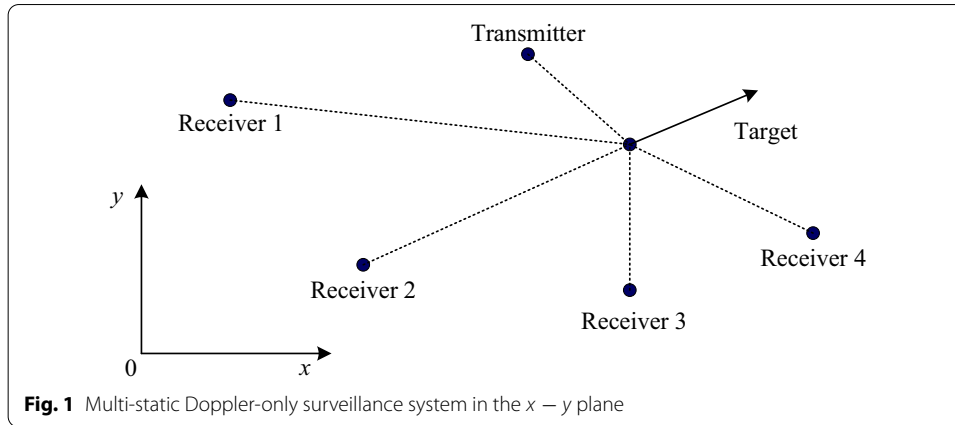 Transmitter
Receiver 1
Target
y
Receiver 4
Receiver 2
Receiver 3
0
x
Fig. 1 Multi-static Doppler-only surveillance system in the x − y plane